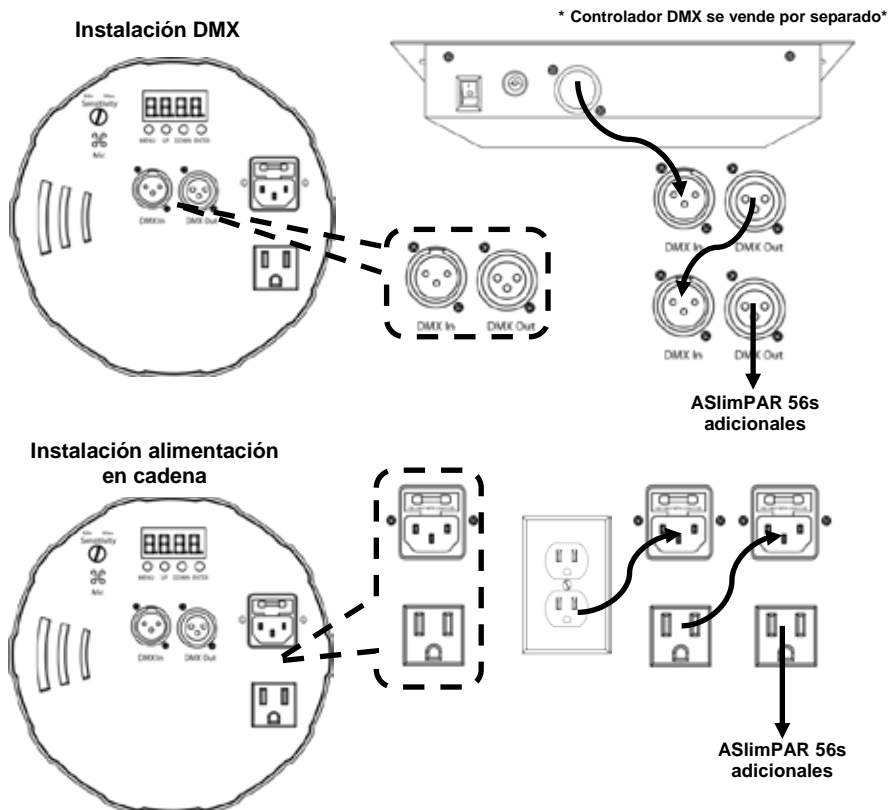 Instalación DMX
* Controlador DMX se vende por separado*
Sensitivity
Mic
MENU UP DOWN ENTER
DMX In
DMX Out
DMX In
DMX Out
DMX In
DMX Out
DMX In
DMX Out
ASlimPAR 56s
adicionales
Instalación alimentación
en cadena
Sensitivity
Mic
MENU UP DOWN ENTER
DMX In
DMX Out
ASlimPAR 56s
adicionales